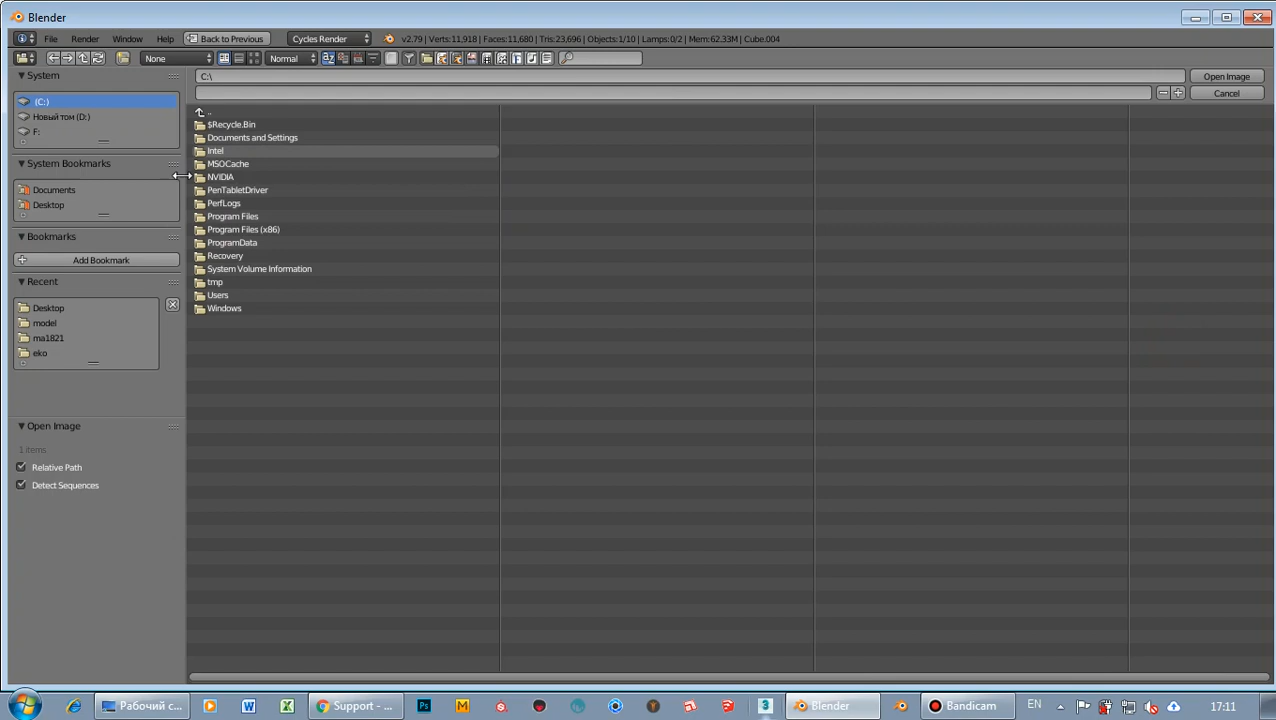 Blender
File Render Window Help Back to Previous Cycles Render v2.79 | Verts:11,918 | Faces:11,680 | Tris:23,696 | Objects:1/10 | Lamps:0/2 | Mem:62.33M | Cube.004
None Normal
System
(C:)
Новый том (D:)
F:
System Bookmarks
Documents
Desktop
Bookmarks
Add Bookmark
Recent
Desktop
model
ma1821
eko
Open Image
1 items
Relative Path
Detect Sequences
C:\ Open Image
Cancel
..
$Recycle.Bin
Documents and Settings
Intel
MSOCache
NVIDIA
PenTabletDriver
PerfLogs
Program Files
Program Files (x86)
ProgramData
Recovery
System Volume Information
tmp
Users
Windows
Рабочий с... Support - ... Blender Bandicam EN 17:11